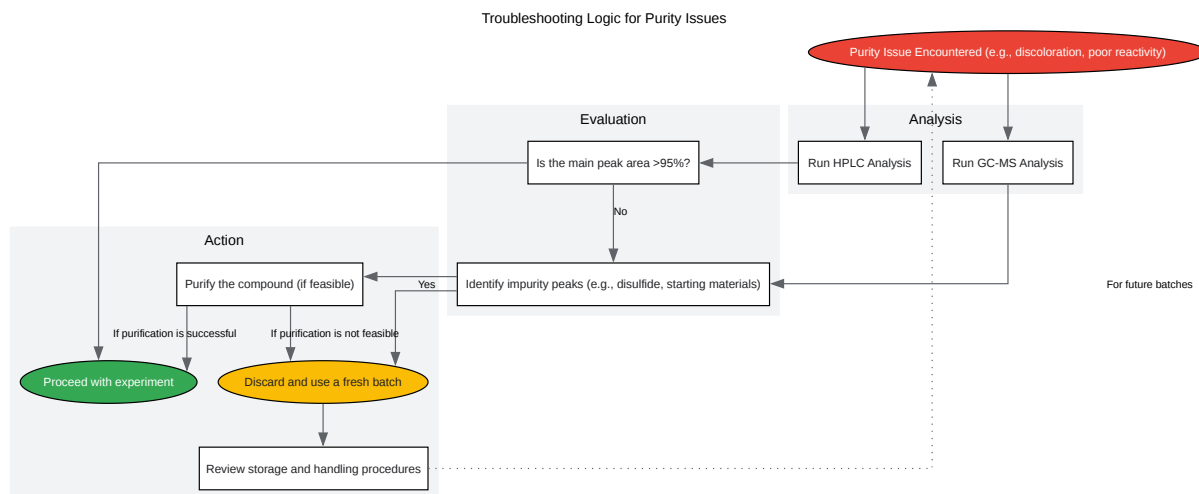 Troubleshooting Logic for Purity Issues
Purity Issue Encountered (e.g., discoloration, poor reactivity)
Evaluation
Analysis
Is the main peak area >95%?
Run HPLC Analysis
Run GC-MS Analysis
No
Action
Purify the compound (if feasible)
Yes
Identify impurity peaks (e.g., disulfide, starting materials)
For future batches
If purification is successful
If purification is not feasible
Proceed with experiment
Discard and use a fresh batch
Review storage and handling procedures